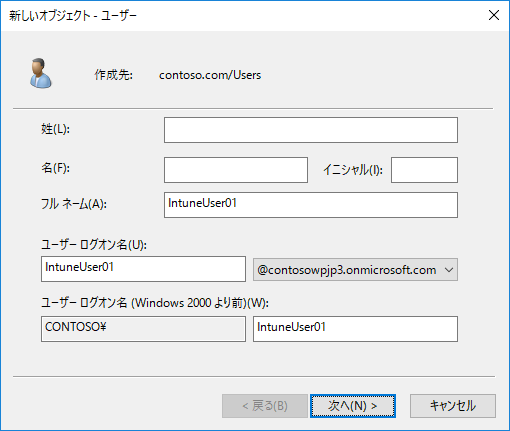 新しいオブジェクト - ユーザー
作成先: contoso.com/Users
姓(L):
名(F): イニシャル(I):
フル ネーム(A): IntuneUser01
ユーザー ログオン名(U):
IntuneUser01 @contosowpjp3.onmicrosoft.com
ユーザー ログオン名 (Windows 2000 より前)(W):
CONTOSO¥ IntuneUser01
< 戻る(B) 次へ(N) > キャンセル